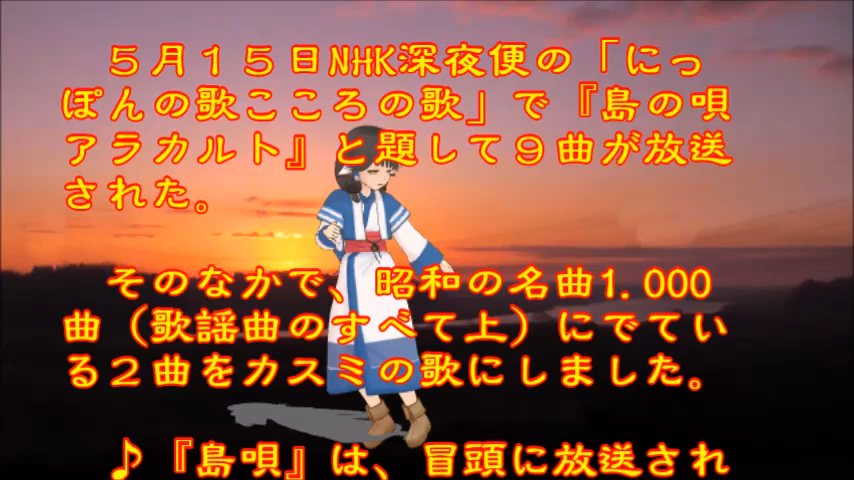 ５月１５日NHK深夜便の「にっ
ぽんの歌こころの歌」で『島の唄
アラカルト』と題して９曲が放送
された。
そのなかで、昭和の名曲1.000
曲（歌謡曲のすべて上）にでてい
る２曲をカスミの歌にしました。
♪『島唄』は、冒頭に放送され